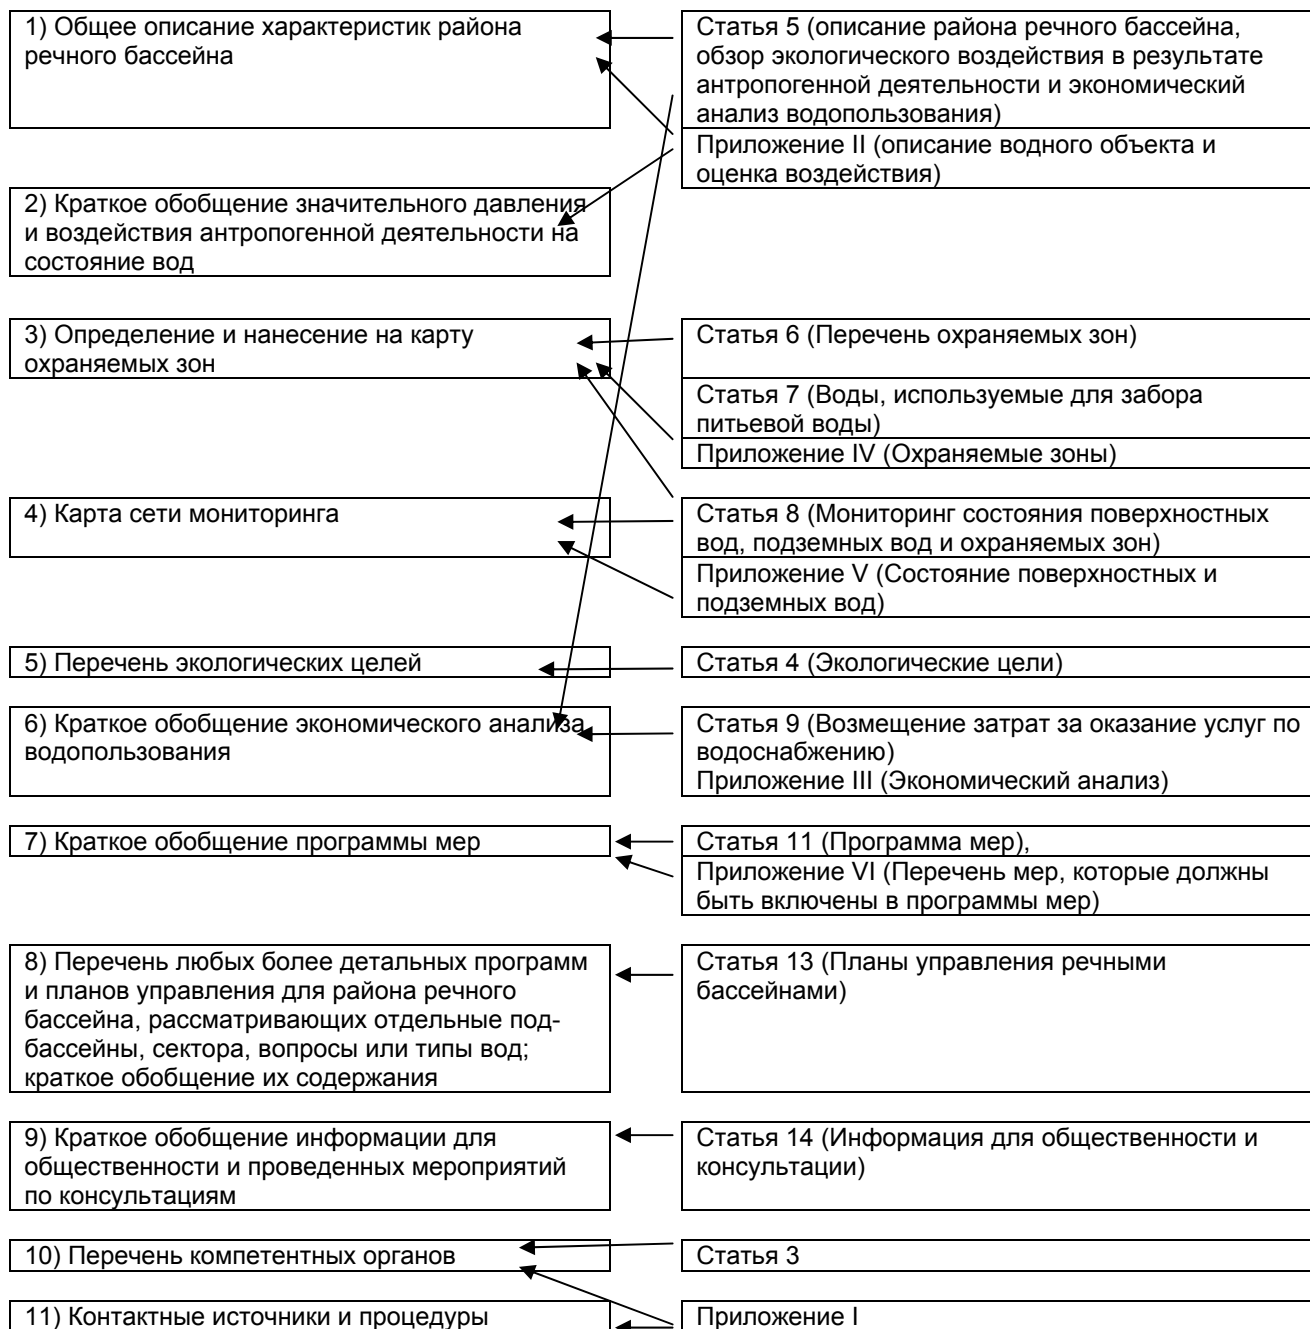 1) Общее описание характеристик района
речного бассейна
Статья 5 (описание района речного бассейна,
обзор экологического воздействия в результате
антропогенной деятельности и экономический
анализ водопользования)
Приложение II (описание водного объекта и
оценка воздействия)
2) Краткое обобщение значительного давления
и воздействия антропогенной деятельности на
состояние вод
3) Определение и нанесение на карту
охраняемых зон
Статья 6 (Перечень охраняемых зон)
Статья 7 (Воды, используемые для забора
питьевой воды)
Приложение IV (Охраняемые зоны)
4) Карта сети мониторинга
Статья 8 (Мониторинг состояния поверхностных
вод, подземных вод и охраняемых зон)
Приложение V (Состояние поверхностных и
подземных вод)
5) Перечень экологических целей
Статья 4 (Экологические цели)
6) Краткое обобщение экономического анализа
водопользования
Статья 9 (Возмещение затрат за оказание услуг по
водоснабжению)
Приложение III (Экономический анализ)
7) Краткое обобщение программы мер
Статья 11 (Программа мер),
Приложение VI (Перечень мер, которые должны
быть включены в программы мер)
8) Перечень любых более детальных программ
и планов управления для района речного
бассейна, рассматривающих отдельные под-
бассейны, сектора, вопросы или типы вод;
краткое обобщение их содержания
Статья 13 (Планы управления речными
бассейнами)
9) Краткое обобщение информации для
общественности и проведенных мероприятий
по консультациям
Статья 14 (Информация для общественности и
консультации)
10) Перечень компетентных органов
Статья 3
11) Контактные источники и процедуры
Приложение I